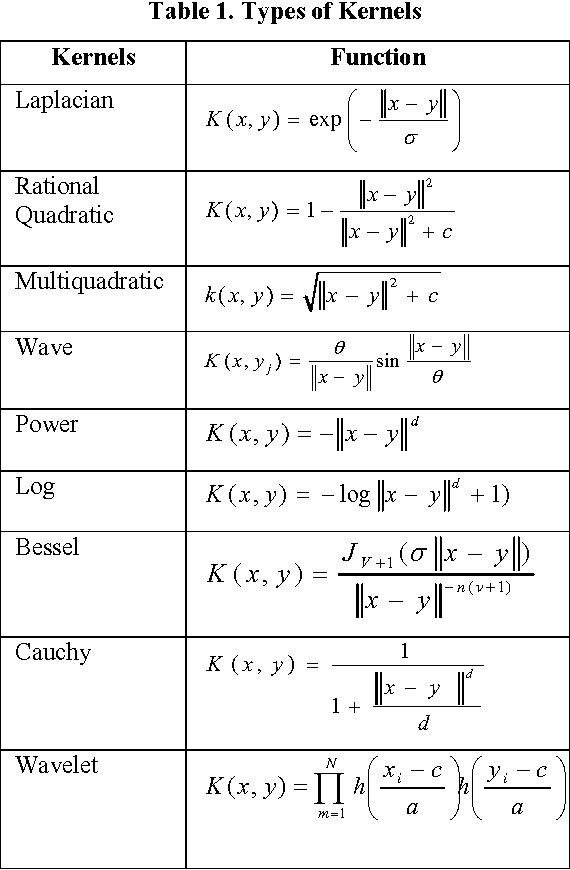 Table 1. Types of Kernels
Kernels Function
Laplacian K(x, y) = exp(− ‖x − y‖ / σ)
Rational
Quadratic K(x, y) = 1 − ‖x − y‖² / (‖x − y‖² + c)
Multiquadratic k(x, y) = √(‖x − y‖² + c)
Wave K(x, y_j) = θ / ‖x − y‖ sin ‖x − y‖ / θ
Power K(x, y) = −‖x − y‖^d
Log K(x, y) = −log‖x − y‖^d + 1)
Bessel K(x, y) = J_{V+1}(σ‖x − y‖) / ‖x − y‖^{−n(v+1)}
Cauchy K(x, y) = 1 / (1 + ‖x − y‖^d / d)
Wavelet K(x, y) = ∏_{m=1}^{N} h((x_i − c) / a) h((y_i − c) / a)